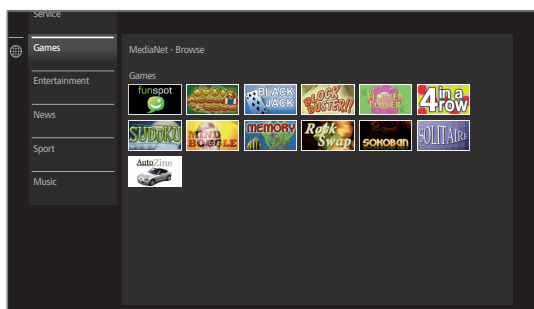 Service
Games
Entertainment
News
Sport
Music
MediaNet - Browse
Games
funspot
BLACK JACK
BLOCK BUSTER!!
FLOWER POWER
4 in a row
SUDOKU
MIND BOGGLE
MEMORY
Rock Swap
SOKOBAN
SOLITAIRE
AutoZine